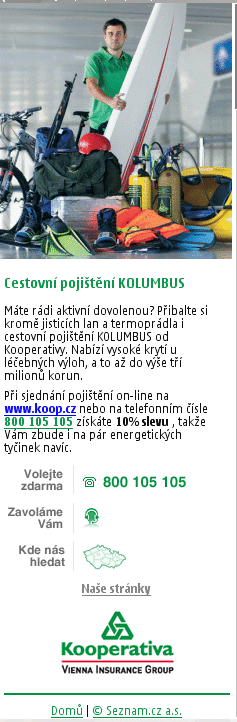 Cestovní pojištění KOLUMBUS
Máte rádi aktivní dovolenou? Přibalte si
kromě jisticích lan a termoprádla i
cestovní pojištění KOLUMBUS od
Kooperativy. Nabízí vysoké krytí u
léčebných výloh, a to až do výše tří
milionů korun.
Při sjednání pojištění on-line na
www.koop.cz nebo na telefonním čísle
800 105 105 získáte 10% slevu , takže
Vám zbude i na pár energetických
tyčinek navíc.
Volejte
zdarma
800 105 105
Zavoláme
Vám
Kde nás
hledat
Naše stránky
Kooperativa
VIENNA INSURANCE GROUP
Domů | © Seznam.cz a.s.